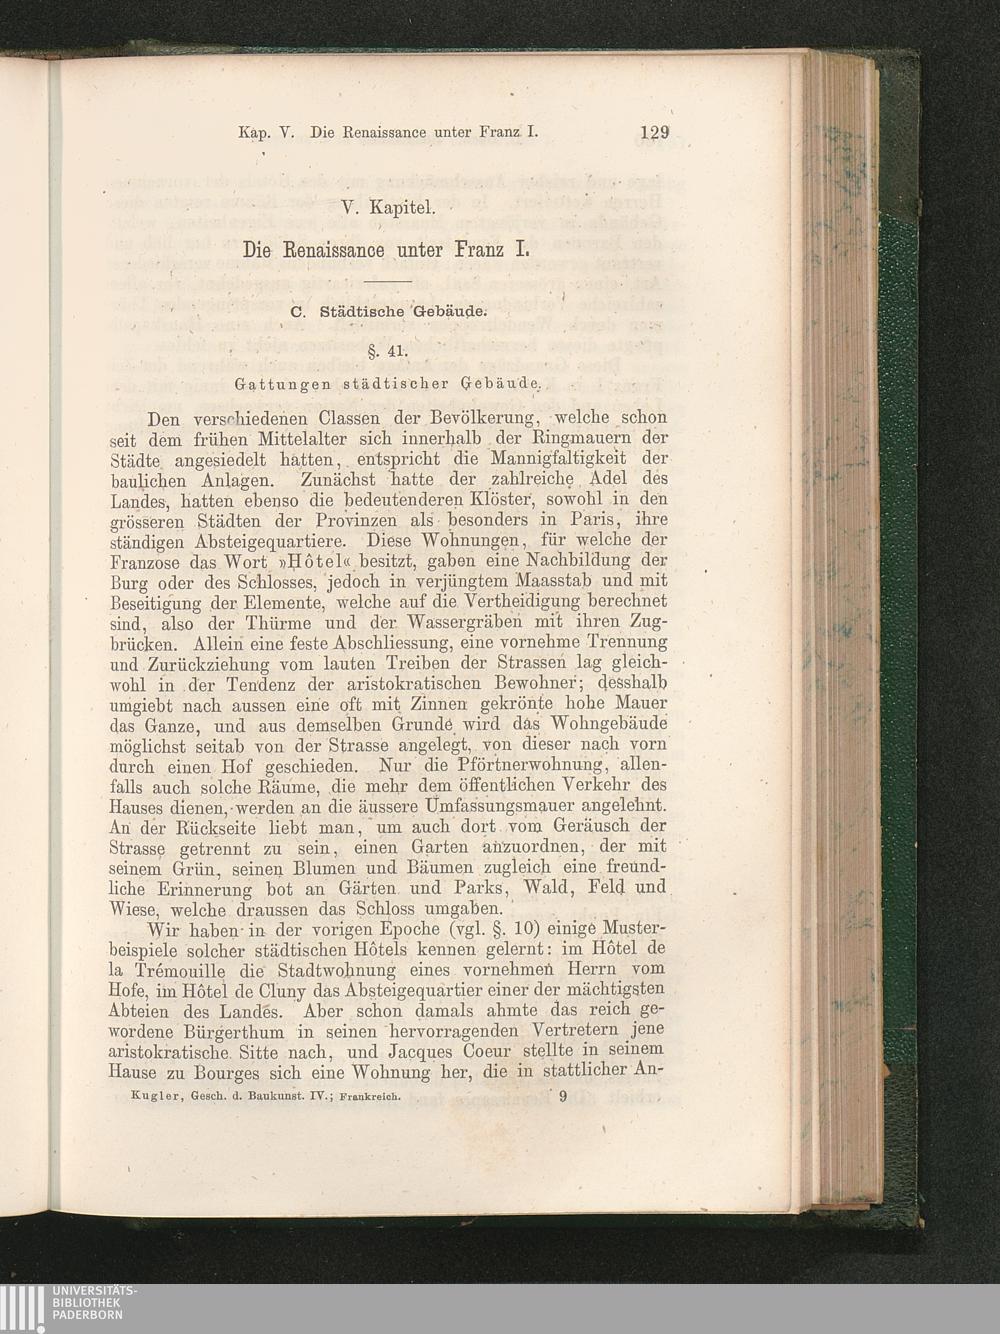 Kap. V. Die Renaissance unter Franz I. 129
V. Kapitel.
Die Renaissance unter Franz I.
C. Städtische Gebäude.
§. 41.
Gattungen städtischer Gebäude.
Den verschiedenen Classen der Bevölkerung, welche schon
seit dem frühen Mittelalter sich innerhalb der Ringmauern der
Städte angesiedelt hatten, entspricht die Mannigfaltigkeit der
baulichen Anlagen. Zunächst hatte der zahlreiche Adel des
Landes, hatten ebenso die bedeutenderen Klöster, sowohl in den
grösseren Städten der Provinzen als besonders in Paris, ihre
ständigen Absteigequartiere. Diese Wohnungen, für welche der
Franzose das Wort »Hôtel« besitzt, gaben eine Nachbildung der
Burg oder des Schlosses, jedoch in verjüngtem Maasstab und mit
Beseitigung der Elemente, welche auf die Vertheidigung berechnet
sind, also der Thürme und der Wassergräben mit ihren Zug-
brücken. Allein eine feste Abschliessung, eine vornehme Trennung
und Zurückziehung vom lauten Treiben der Strassen lag gleich-
wohl in der Tendenz der aristokratischen Bewohner; desshalb
umgiebt nach aussen eine oft mit Zinnen gekrönte hohe Mauer
das Ganze, und aus demselben Grunde wird das Wohngebäude
möglichst seitab von der Strasse angelegt, von dieser nach vorn
durch einen Hof geschieden. Nur die Pförtnerwohnung, allen-
falls auch solche Räume, die mehr dem öffentlichen Verkehr des
Hauses dienen, werden an die äussere Umfassungsmauer angelehnt.
An der Rückseite liebt man, um auch dort vom Geräusch der
Strasse getrennt zu sein, einen Garten anzuordnen, der mit
seinem Grün, seinen Blumen und Bäumen zugleich eine freund-
liche Erinnerung bot an Gärten und Parks, Wald, Feld und
Wiese, welche draussen das Schloss umgaben.
Wir haben in der vorigen Epoche (vgl. §. 10) einige Muster-
beispiele solcher städtischen Hôtels kennen gelernt: im Hôtel de
la Trémouille die Stadtwohnung eines vornehmen Herrn vom
Hofe, im Hôtel de Cluny das Absteigequartier einer der mächtigsten
Abteien des Landes. Aber schon damals ahmte das reich ge-
wordene Bürgerthum in seinen hervorragenden Vertretern jene
aristokratische Sitte nach, und Jacques Coeur stellte in seinem
Hause zu Bourges sich eine Wohnung her, die in stattlicher An-
Kugler, Gesch. d. Baukunst. IV.; Frankreich. 9
UNIVERSITÄTS-
BIBLIOTHEK
PADERBORN